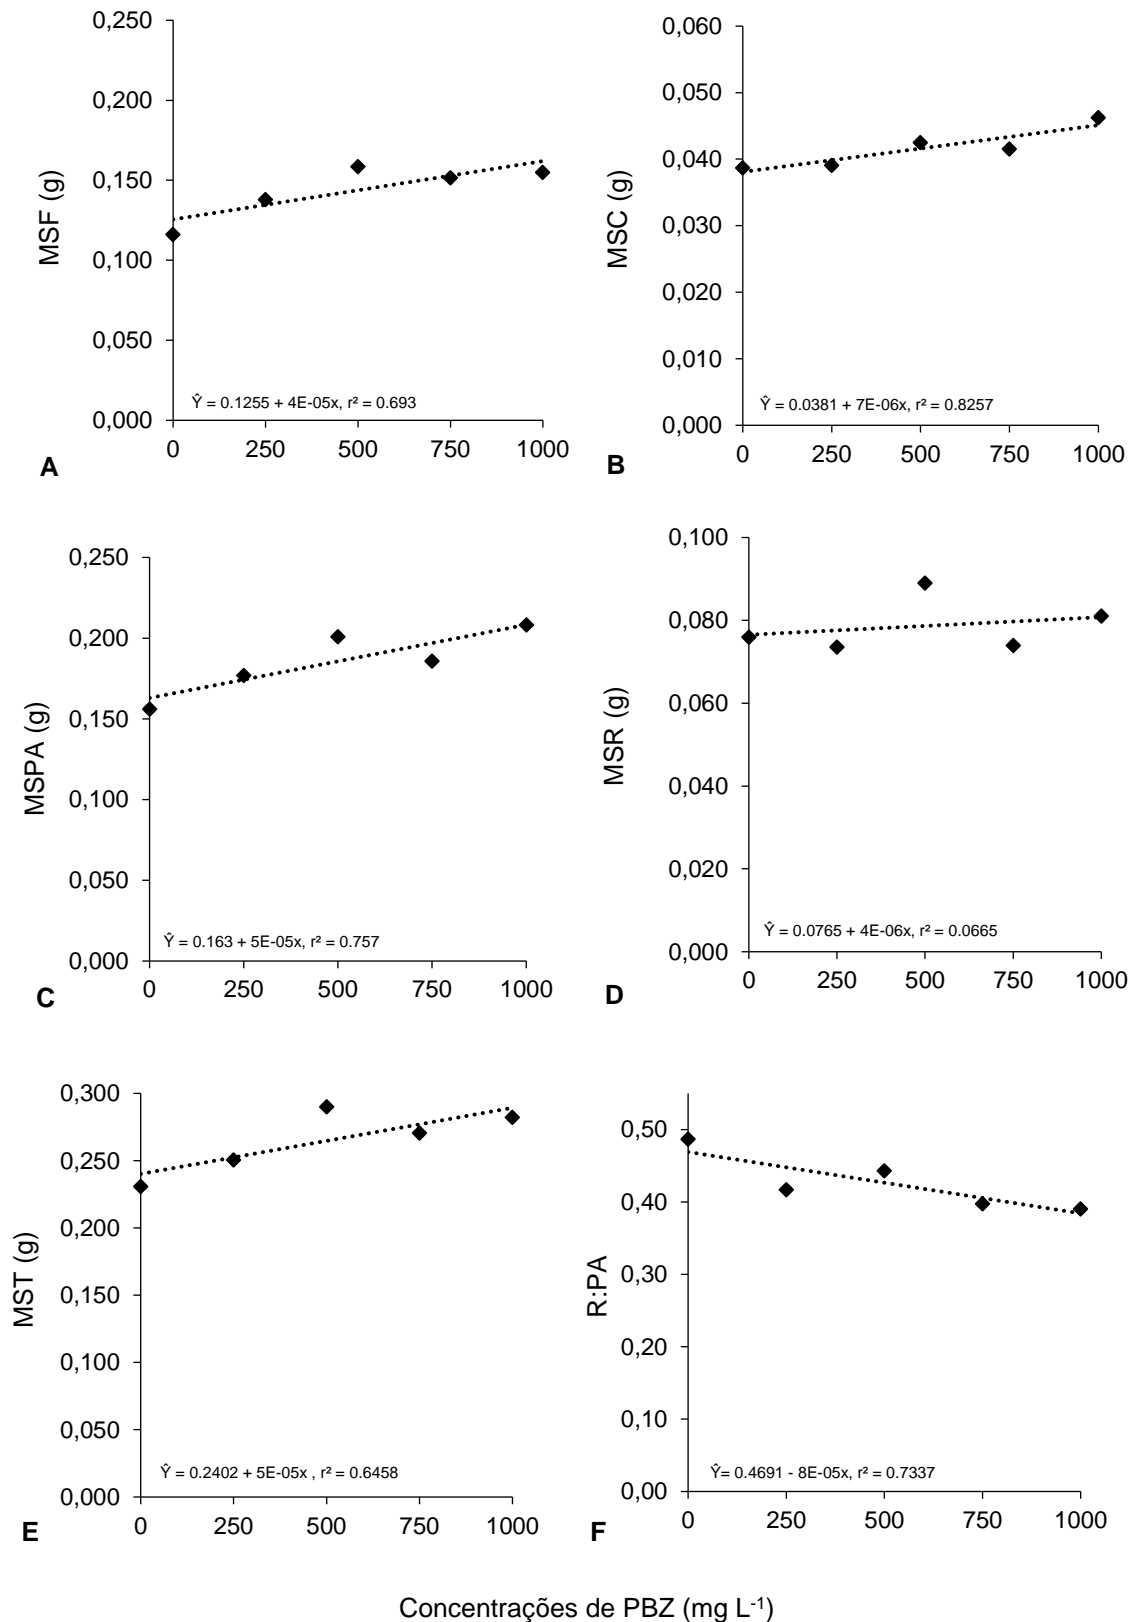 0,250
0,200
0,150
0,100
0,050
0,000
MSF (g)
Ŷ = 0.1255 + 4E-05x, r² = 0.693
0 250 500 750 1000
A
0,060
0,050
0,040
0,030
0,020
0,010
0,000
MSC (g)
Ŷ = 0.0381 + 7E-06x, r² = 0.8257
0 250 500 750 1000
B
0,250
0,200
0,150
0,100
0,050
0,000
MSPA (g)
Ŷ = 0.163 + 5E-05x, r² = 0.757
0 250 500 750 1000
C
0,100
0,080
0,060
0,040
0,020
0,000
MSR (g)
Ŷ = 0.0765 + 4E-06x, r² = 0.0665
0 250 500 750 1000
D
0,300
0,250
0,200
0,150
0,100
0,050
0,000
MST (g)
Ŷ = 0.2402 + 5E-05x , r² = 0.6458
0 250 500 750 1000
E
0,50
0,40
0,30
0,20
0,10
0,00
R:PA
Ŷ= 0.4691 - 8E-05x, r² = 0.7337
0 250 500 750 1000
F
Concentrações de PBZ (mg L-1)